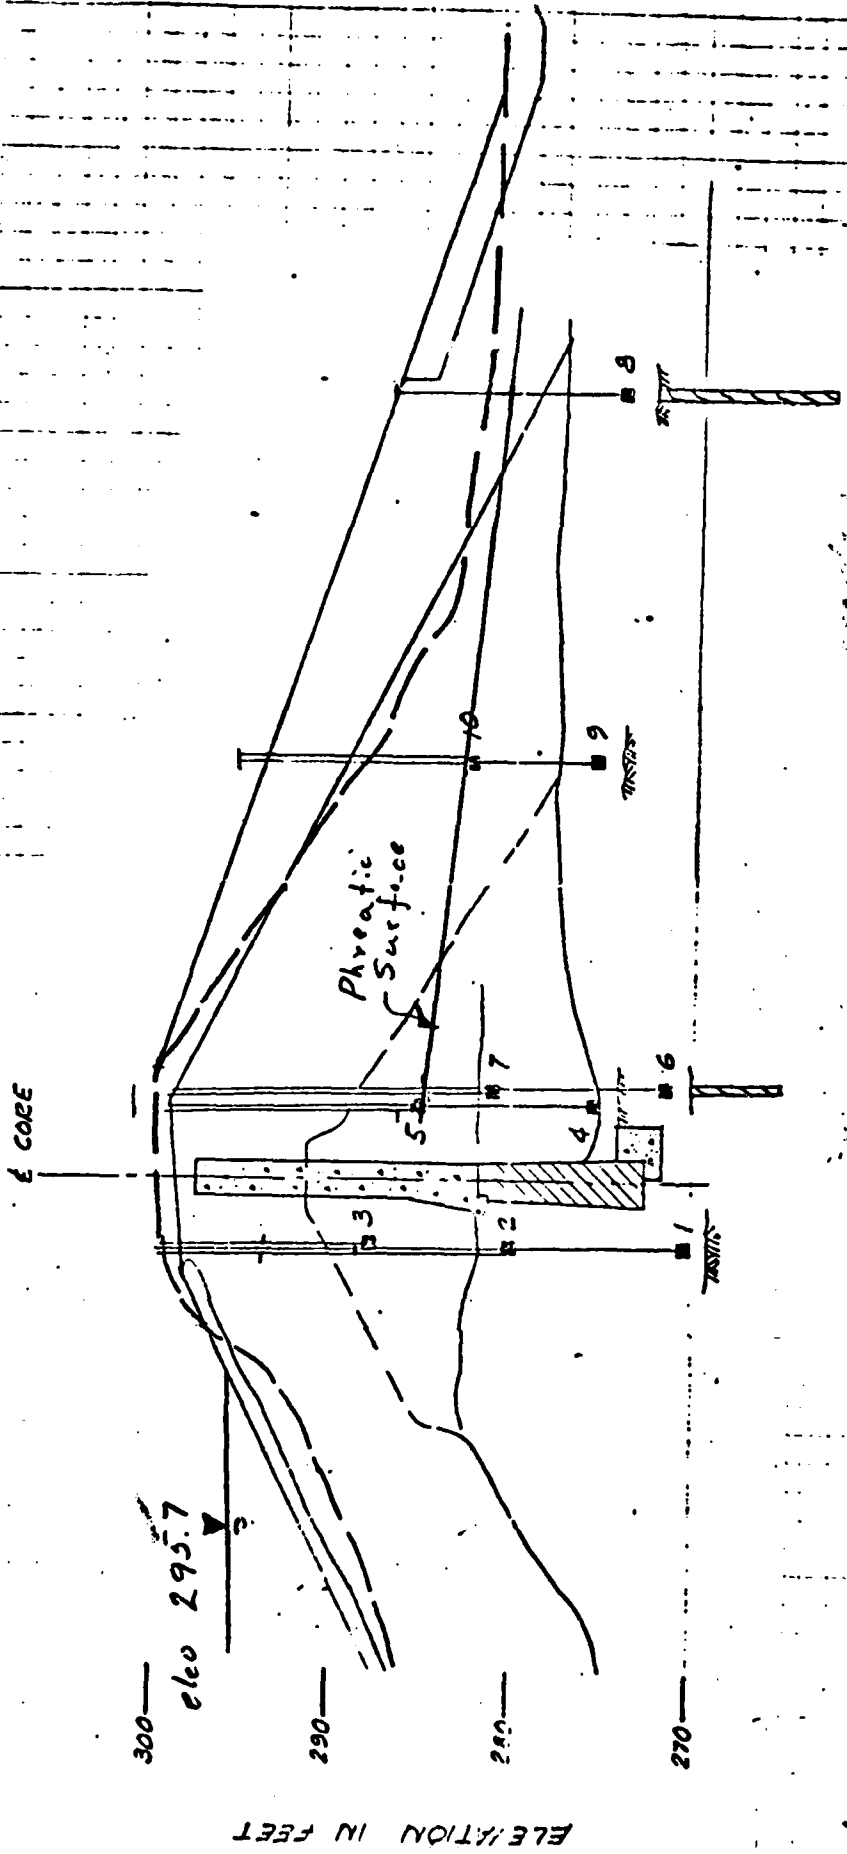 ₵ CORE
elev 295.7
Phreatic
Surface
300
290
280
270
ELEVATION IN FEET
1
2
3
4
5
6
7
8
9
10